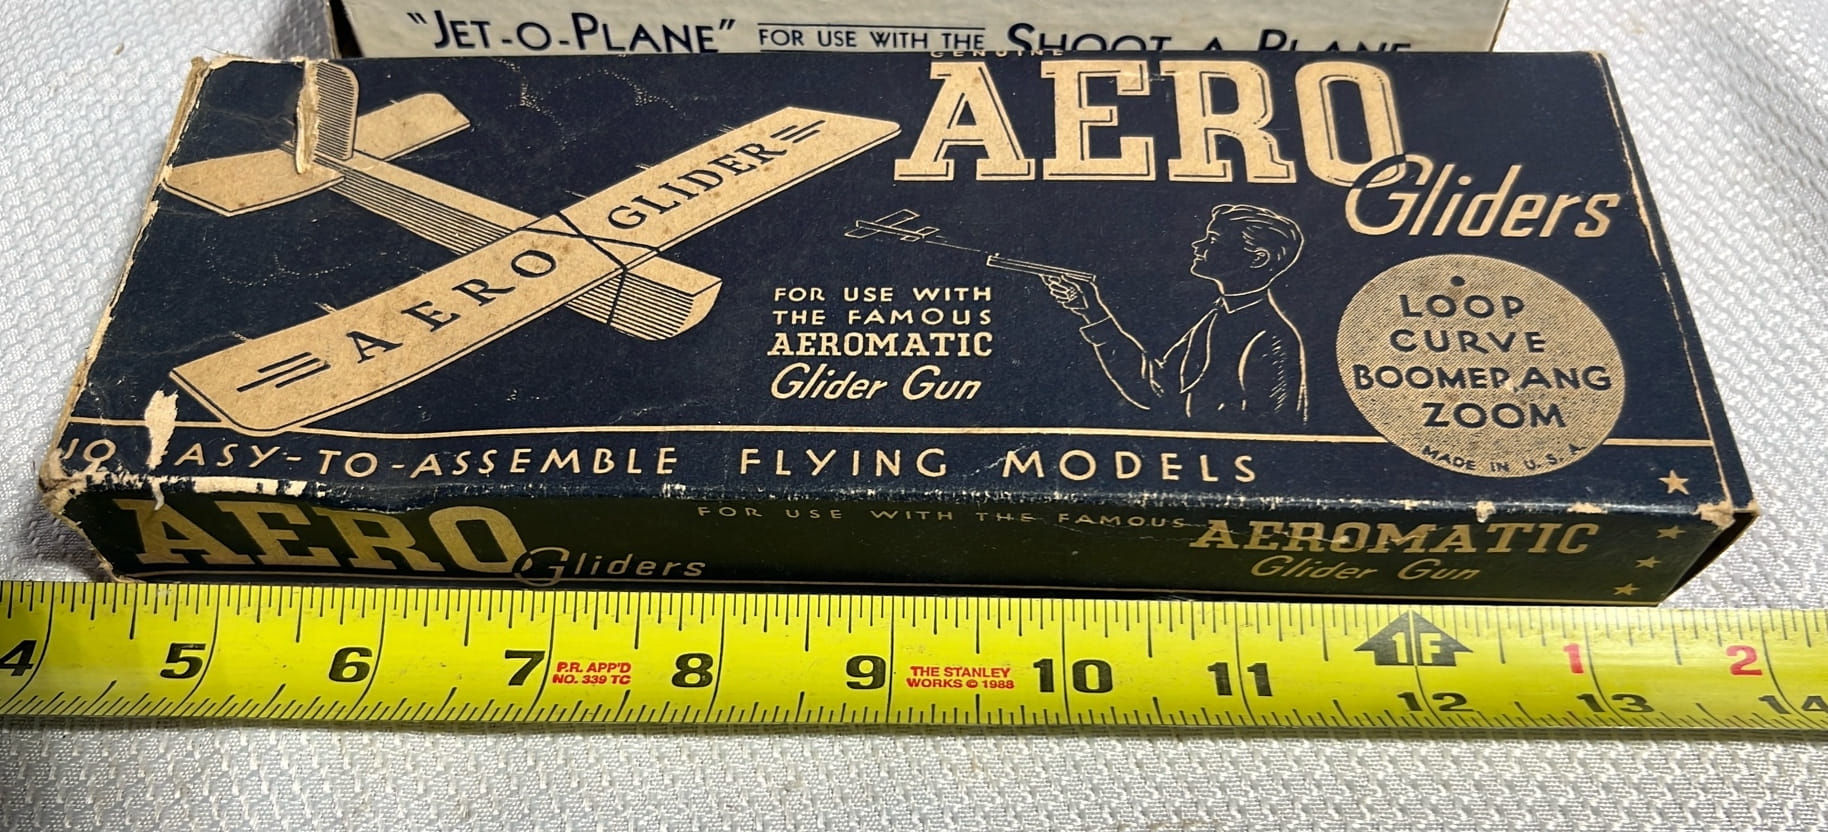 "JET-O-PLANE" FOR USE WITH THE SHOOT A PLANE
GENUINE
AERO
Gliders
AERO GLIDER
FOR USE WITH
THE FAMOUS
AEROMATIC
Glider Gun
LOOP
CURVE
BOOMERANG
ZOOM
MADE IN U.S.A.
10 ASY-TO-ASSEMBLE FLYING MODELS
AERO Gliders
FOR USE WITH THE FAMOUS AEROMATIC
Glider Gun
1F
4 5 6 7 8 9 10 11 1 2
P.R. APP'D
NO. 339 TC
THE STANLEY
WORKS © 1988
12 13 14